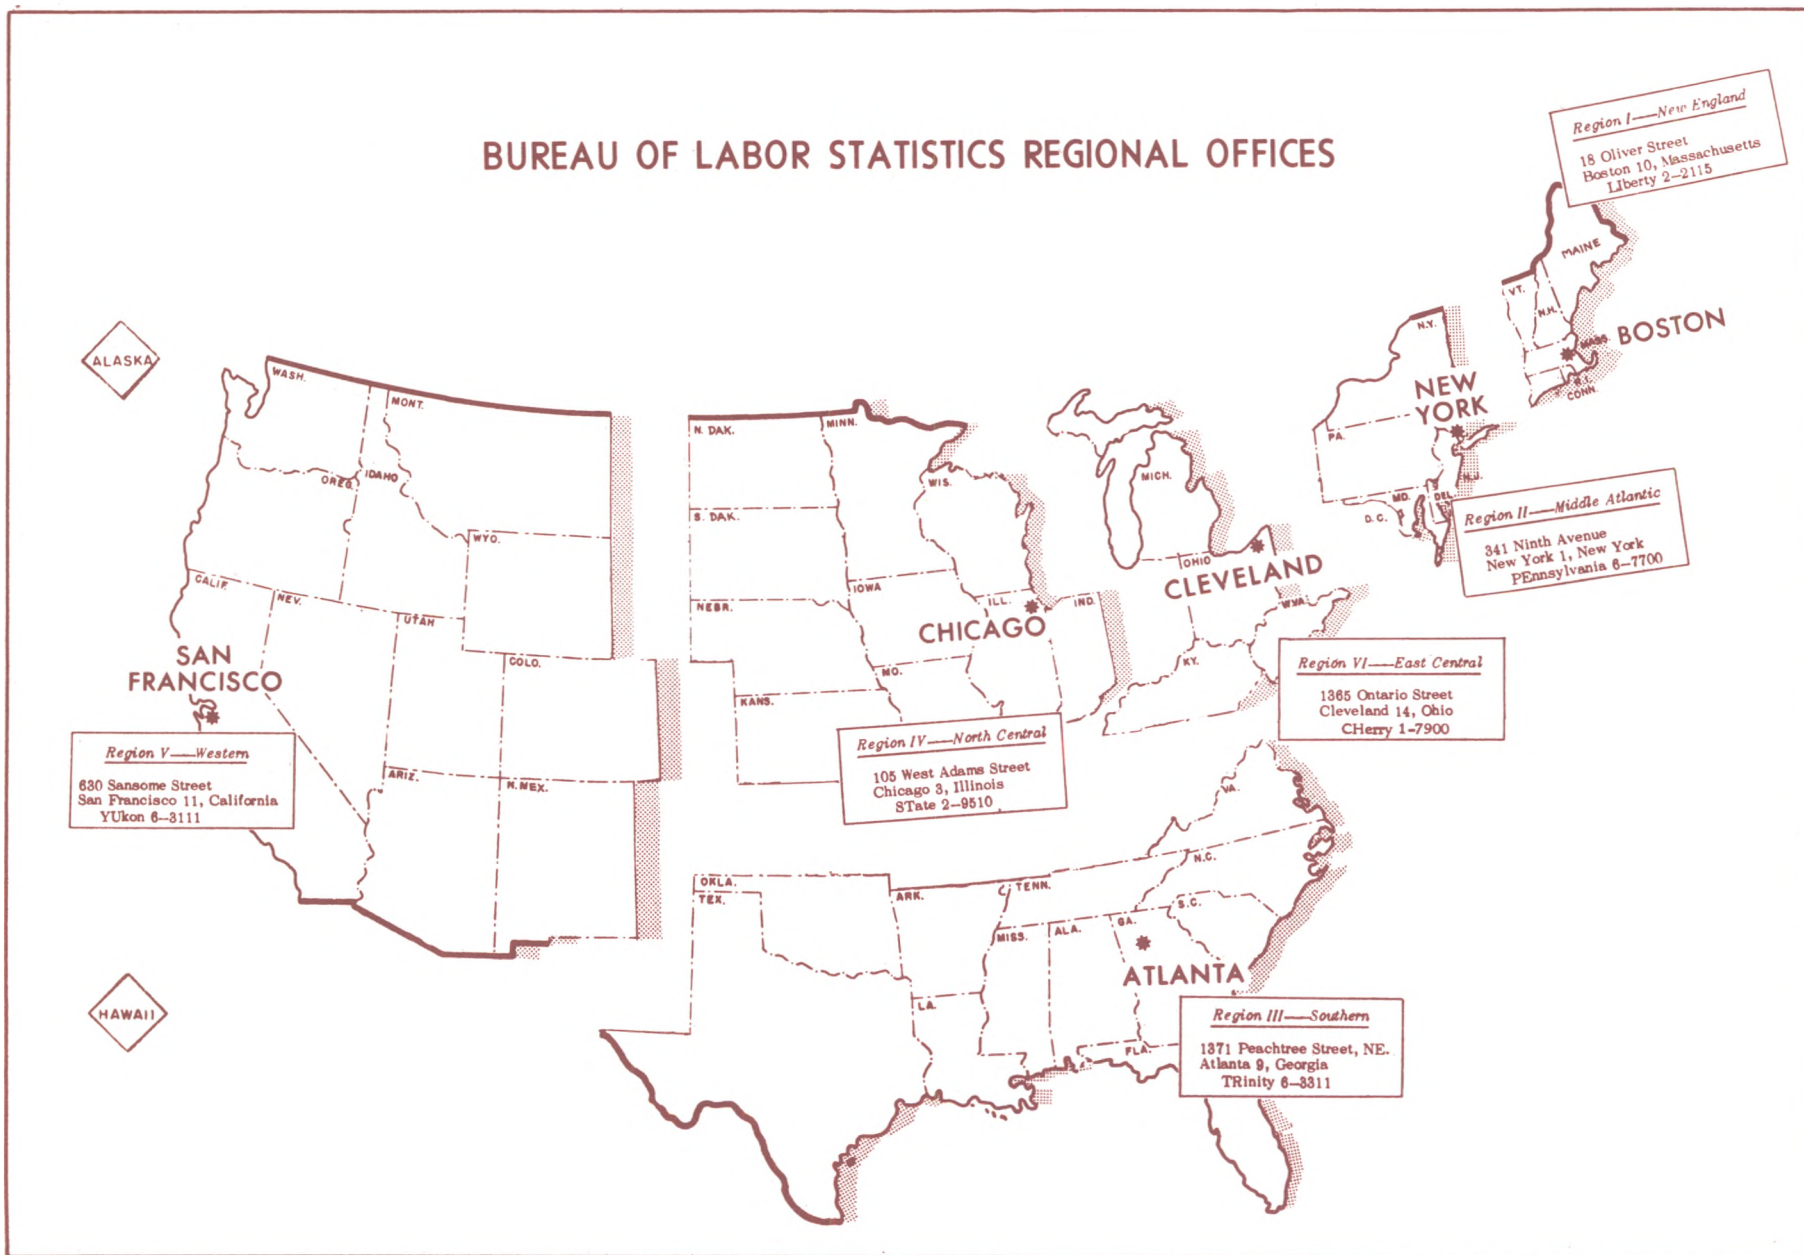 BUREAU OF LABOR STATISTICS REGIONAL OFFICES
Region I—New England
18 Oliver Street
Boston 10, Massachusetts
LIberty 2-2115
MAINE
VT.
N.H.
MASS.
BOSTON
R.I.
CONN.
N.Y.
NEW
YORK
PA.
N.J.
MD.
DEL.
D.C.
Region II—Middle Atlantic
341 Ninth Avenue
New York 1, New York
PEnnsylvania 6-7700
ALASKA
WASH.
MONT.
OREG.
IDAHO
WYO.
CALIF.
NEV.
UTAH
COLO.
SAN
FRANCISCO
ARIZ.
N. MEX.
Region V—Western
630 Sansome Street
San Francisco 11, California
YUkon 6-3111
HAWAII
N. DAK.
MINN.
WIS.
S. DAK.
IOWA
NEBR.
ILL.
IND.
CHICAGO
MO.
KANS.
Region IV—North Central
105 West Adams Street
Chicago 3, Illinois
STate 2-9510
MICH.
OHIO
CLEVELAND
W.VA.
KY.
Region VI—East Central
1365 Ontario Street
Cleveland 14, Ohio
CHerry 1-7900
VA.
N.C.
OKLA.
TEX.
ARK.
TENN.
S.C.
MISS.
ALA.
GA.
ATLANTA
LA.
FLA.
Region III—Southern
1371 Peachtree Street, NE.
Atlanta 9, Georgia
TRinity 6-3311